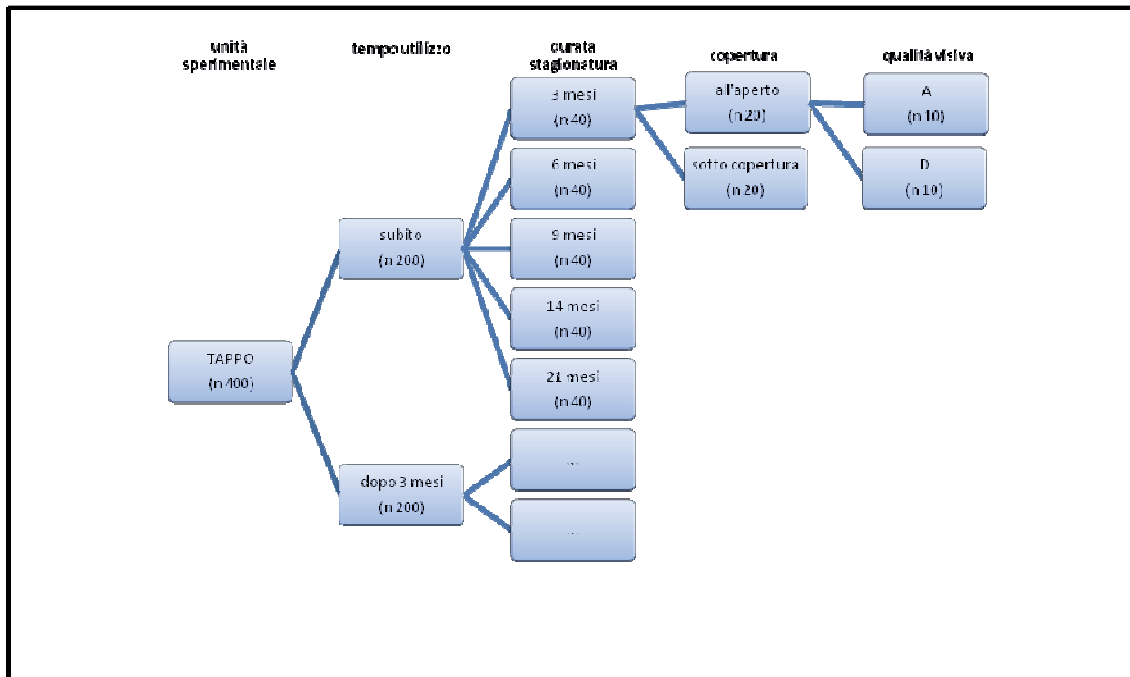 unità
sperimentale
tempo utilizzo
durata
stagionatura
copertura
qualità visiva
3 mesi
(n 40)
all'aperto
(n 20)
A
(n 10)
6 mesi
(n 40)
sotto copertura
(n 20)
D
(n 10)
subito
(n 200)
9 mesi
(n 40)
14 mesi
(n 40)
TAPPO
(n 400)
21 mesi
(n 40)
dopo 3 mesi
(n 200)
...
...